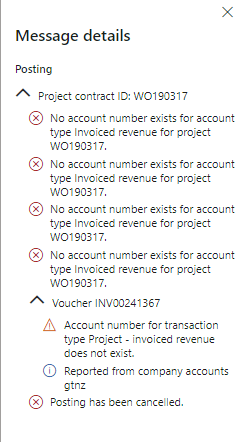 Message details
Posting
Project contract ID: WO190317
No account number exists for account
type Invoiced revenue for project
WO190317.
No account number exists for account
type Invoiced revenue for project
WO190317.
No account number exists for account
type Invoiced revenue for project
WO190317.
No account number exists for account
type Invoiced revenue for project
WO190317.
Voucher INV00241367
Account number for transaction
type Project - invoiced revenue
does not exist.
Reported from company accounts
gtnz
Posting has been cancelled.